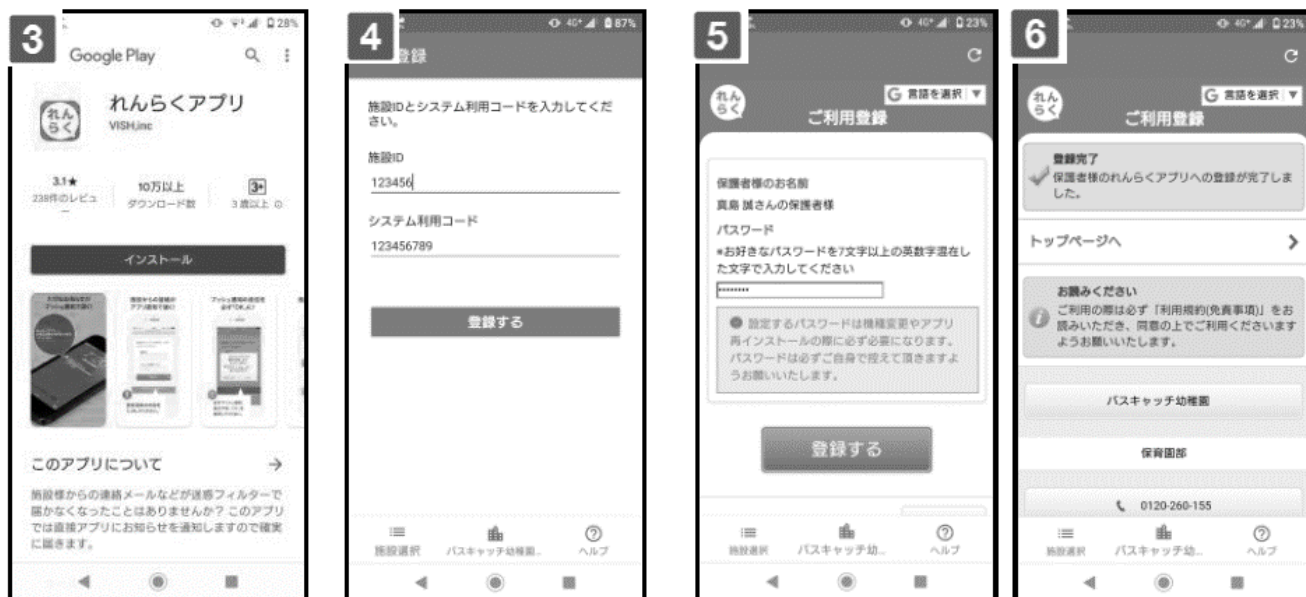 3
28%
Google Play
れんらく
れんらくアプリ
VISH,inc
3.1★
238件のレビュ
ー
10万以上
ダウンロード数
3+
3 歳以上
インストール
このアプリについて
施設様からの連絡メールなどが迷惑フィルターで
届かなくなったことはありませんか？このアプリ
では直接アプリにお知らせを通知しますので確実
に届きます。
4
4G+
87%
登録
施設IDとシステム利用コードを入力してくだ
さい。
施設ID
123456
システム利用コード
123456789
登録する
施設選択
バスキャッチ幼稚園...
ヘルプ
5
4G+
23%
れん
らく
G 言語を選択 ▼
ご利用登録
保護者様のお名前
真島 誠さんの保護者様
パスワード
*お好きなパスワードを7文字以上の英数字混在し
た文字で入力してください
********
設定するパスワードは機種変更やアプリ
再インストールの際に必ず必要になります。
パスワードは必ずご自身で控えて頂きますよ
うお願いいたします。
登録する
施設選択
バスキャッチ幼...
ヘルプ
6
4G+
23%
れん
らく
G 言語を選択 ▼
ご利用登録
登録完了
保護者様のれんらくアプリへの登録が完了しま
した。
トップページへ
お読みください
ご利用の際は必ず「利用規約(免責事項)」をお
読みいただき、同意の上でご利用くださいます
ようお願いいたします。
バスキャッチ幼稚園
保育園部
0120-260-155
施設選択
バスキャッチ幼...
ヘルプ